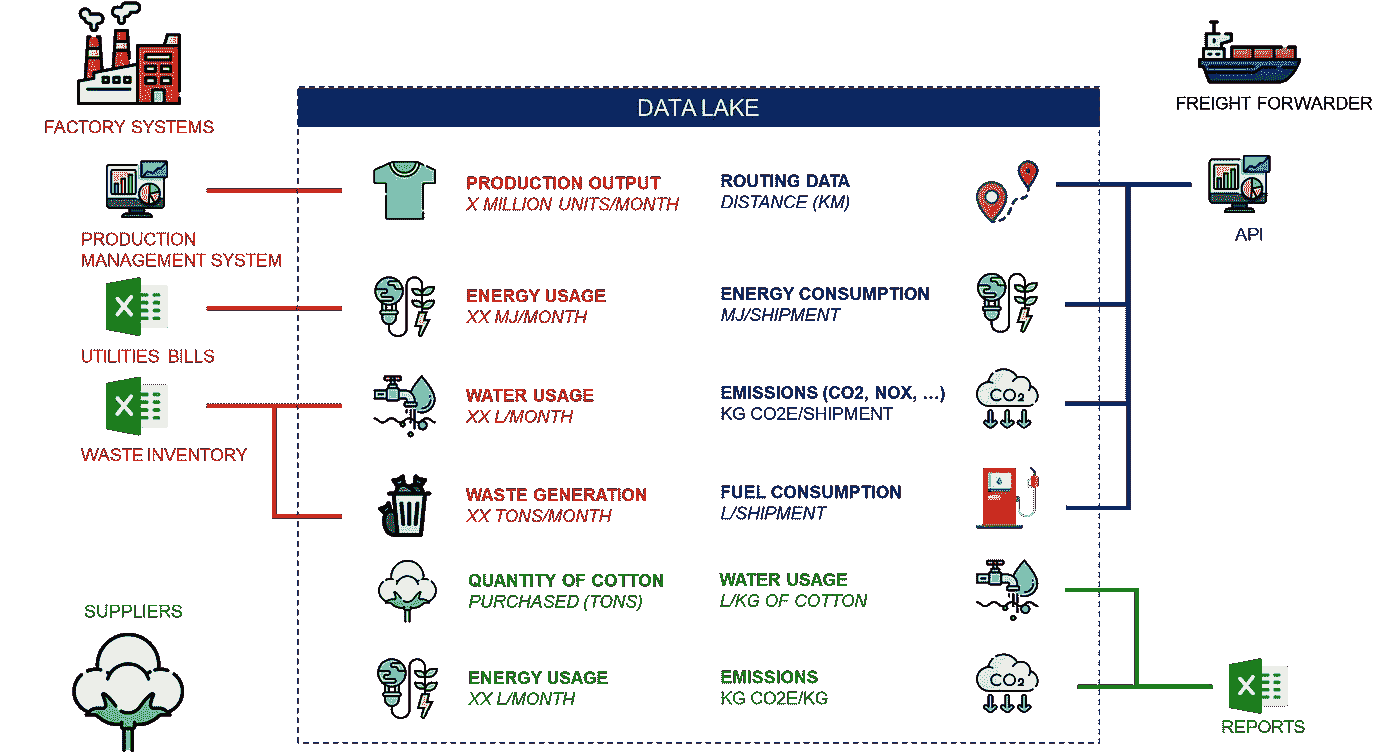 FACTORY SYSTEMS
FREIGHT FORWARDER
DATA LAKE
PRODUCTION OUTPUT
X MILLION UNITS/MONTH
ROUTING DATA
DISTANCE (KM)
PRODUCTION
MANAGEMENT SYSTEM
API
ENERGY USAGE
XX MJ/MONTH
ENERGY CONSUMPTION
MJ/SHIPMENT
X
UTILITIES BILLS
WATER USAGE
XX L/MONTH
EMISSIONS (CO2, NOX, …)
KG CO2E/SHIPMENT
CO2
X
WASTE INVENTORY
WASTE GENERATION
XX TONS/MONTH
FUEL CONSUMPTION
L/SHIPMENT
SUPPLIERS
QUANTITY OF COTTON
PURCHASED (TONS)
WATER USAGE
L/KG OF COTTON
ENERGY USAGE
XX L/MONTH
EMISSIONS
KG CO2E/KG
CO2
X
REPORTS